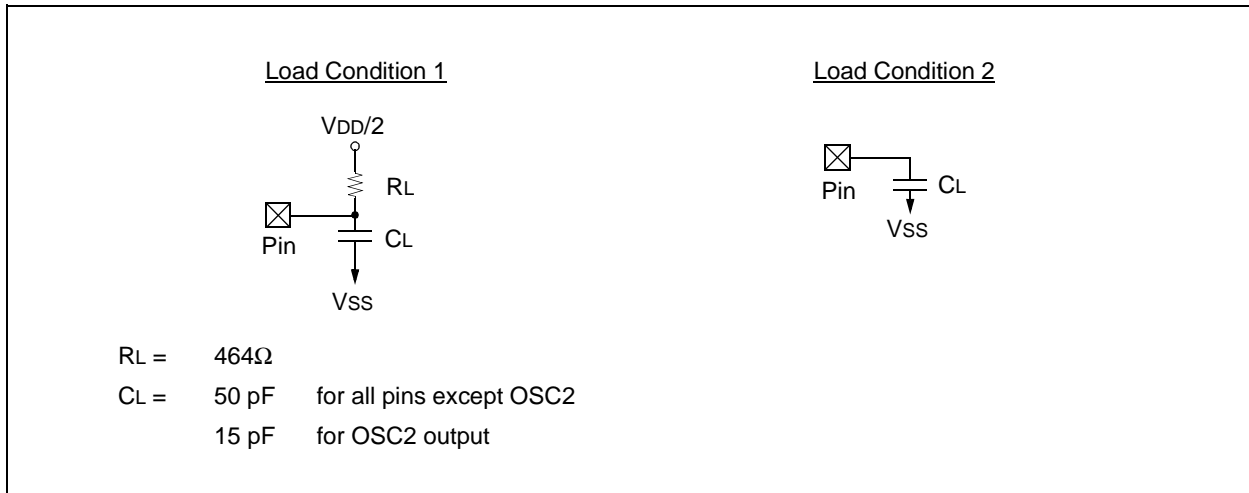 Load Condition 1
VDD/2
RL
Pin
CL
VSS
Load Condition 2
Pin
CL
VSS
RL = 464Ω
CL = 50 pF for all pins except OSC2
15 pF for OSC2 output